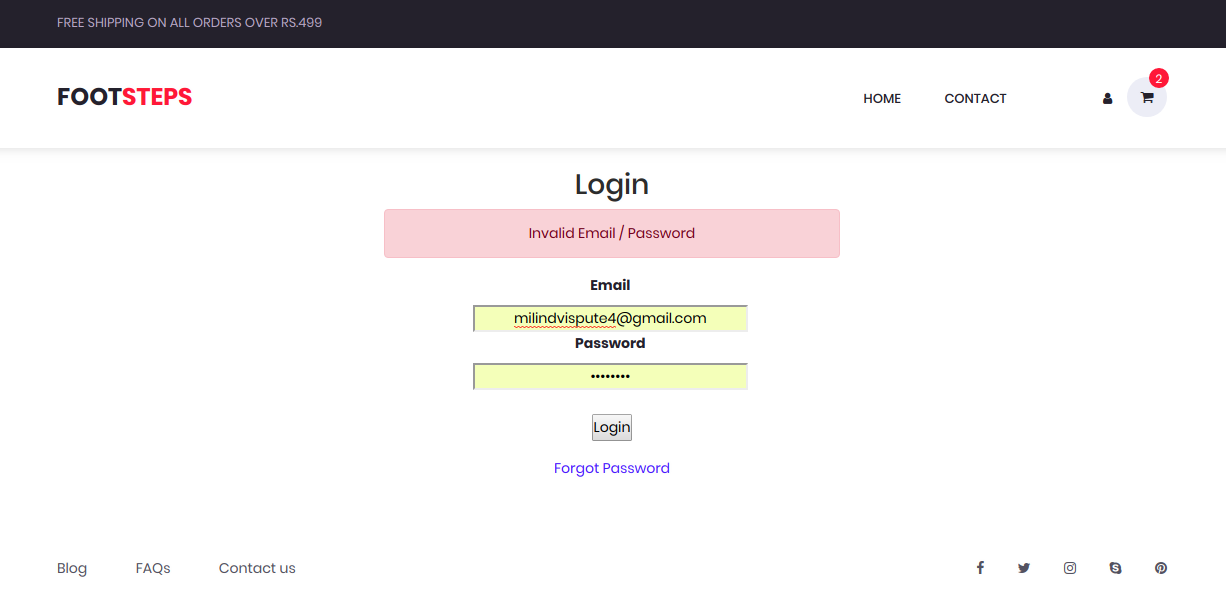 FREE SHIPPING ON ALL ORDERS OVER RS.499
FOOTSTEPS
HOME CONTACT 2
Login
Invalid Email / Password
Email
milindvispute4@gmail.com
Password
••••••••
Login
Forgot Password
Blog FAQs Contact us